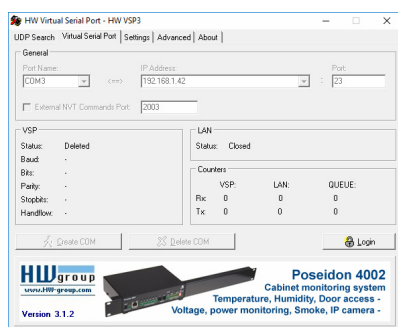 HW Virtual Serial Port - HW VSP3
UDP Search Virtual Serial Port Settings Advanced About
General
Port Name: IP Address: Port:
COM3 <==> 192.168.1.42 : 23
External NVT Commands Port: 2003
VSP
Status: Deleted
Baud: -
Bits: -
Parity: -
Stopbits: -
Handflow: -
LAN
Status: Closed
Counters
VSP: LAN: QUEUE:
Rx: 0 0 0
Tx: 0 0 0
Create COM Delete COM Login
HW group
www.HW-group.com
Version 3.1.2
Poseidon 4002
Cabinet monitoring system
Temperature, Humidity, Door access -
Voltage, power monitoring, Smoke, IP camera -